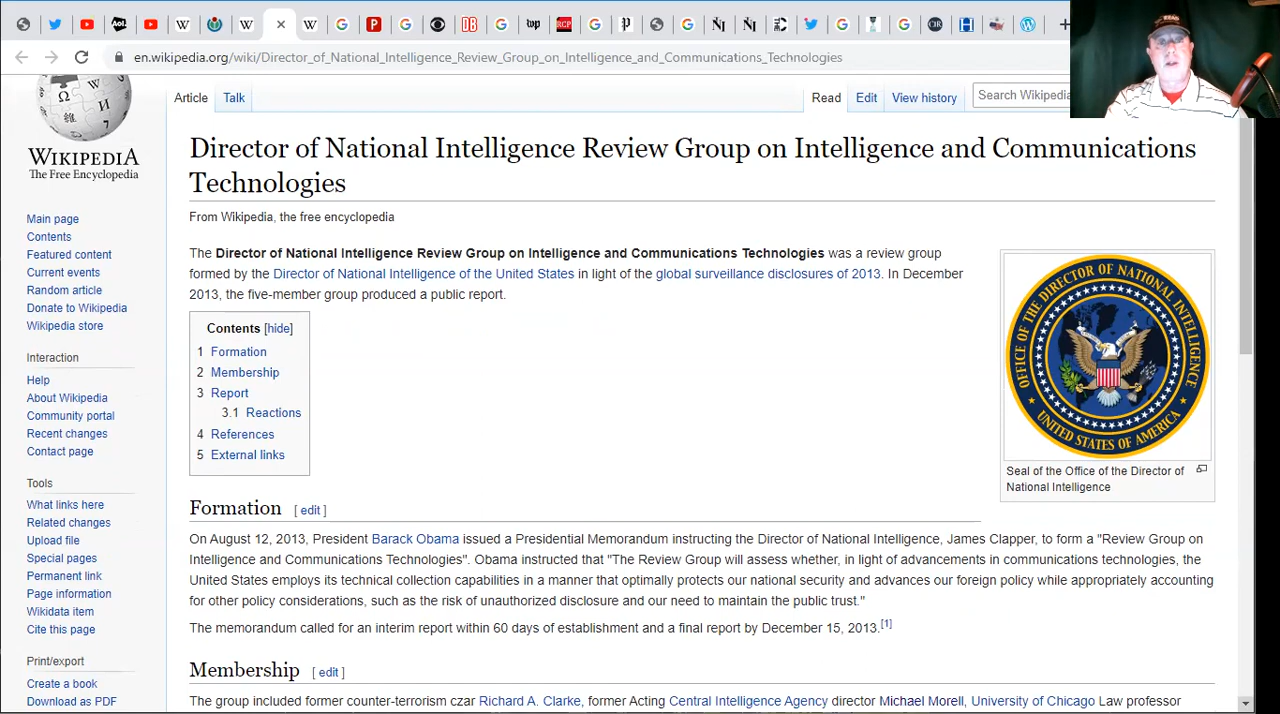 en.wikipedia.org/wiki/Director_of_National_Intelligence_Review_Group_on_Intelligence_and_Communications_Technologies
Article Talk Read Edit View history Search Wikipedia
WIKIPEDIA
The Free Encyclopedia
Main page
Contents
Featured content
Current events
Random article
Donate to Wikipedia
Wikipedia store
Interaction
Help
About Wikipedia
Community portal
Recent changes
Contact page
Tools
What links here
Related changes
Upload file
Special pages
Permanent link
Page information
Wikidata item
Cite this page
Print/export
Create a book
Download as PDF
Director of National Intelligence Review Group on Intelligence and Communications
Technologies
From Wikipedia, the free encyclopedia
The Director of National Intelligence Review Group on Intelligence and Communications Technologies was a review group
formed by the Director of National Intelligence of the United States in light of the global surveillance disclosures of 2013. In December
2013, the five-member group produced a public report.
Contents [hide]
1 Formation
2 Membership
3 Report
3.1 Reactions
4 References
5 External links
OFFICE OF THE DIRECTOR OF NATIONAL INTELLIGENCE
UNITED STATES OF AMERICA
Seal of the Office of the Director of
National Intelligence
Formation [ edit ]
On August 12, 2013, President Barack Obama issued a Presidential Memorandum instructing the Director of National Intelligence, James Clapper, to form a "Review Group on
Intelligence and Communications Technologies". Obama instructed that "The Review Group will assess whether, in light of advancements in communications technologies, the
United States employs its technical collection capabilities in a manner that optimally protects our national security and advances our foreign policy while appropriately accounting
for other policy considerations, such as the risk of unauthorized disclosure and our need to maintain the public trust."
The memorandum called for an interim report within 60 days of establishment and a final report by December 15, 2013.[1]
Membership [ edit ]
The group included former counter-terrorism czar Richard A. Clarke, former Acting Central Intelligence Agency director Michael Morell, University of Chicago Law professor